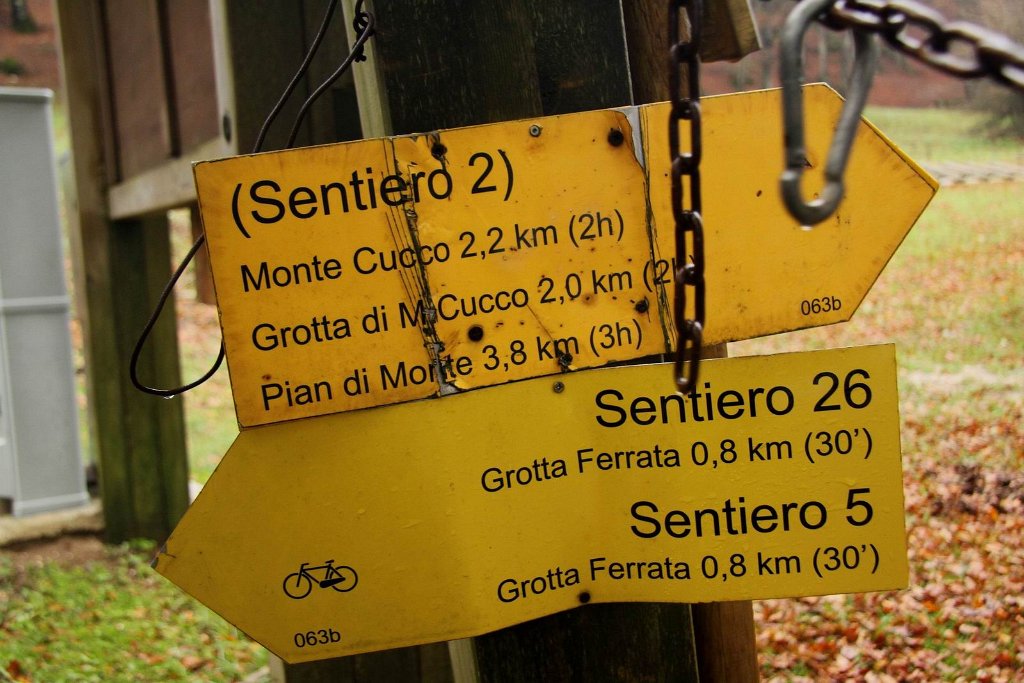 (Sentiero 2)
Monte Cucco 2,2 km (2h)
Grotta di M.Cucco 2,0 km (2h)
Pian di Monte 3,8 km (3h)
063b
Sentiero 26
Grotta Ferrata 0,8 km (30')
Sentiero 5
Grotta Ferrata 0,8 km (30')
063b